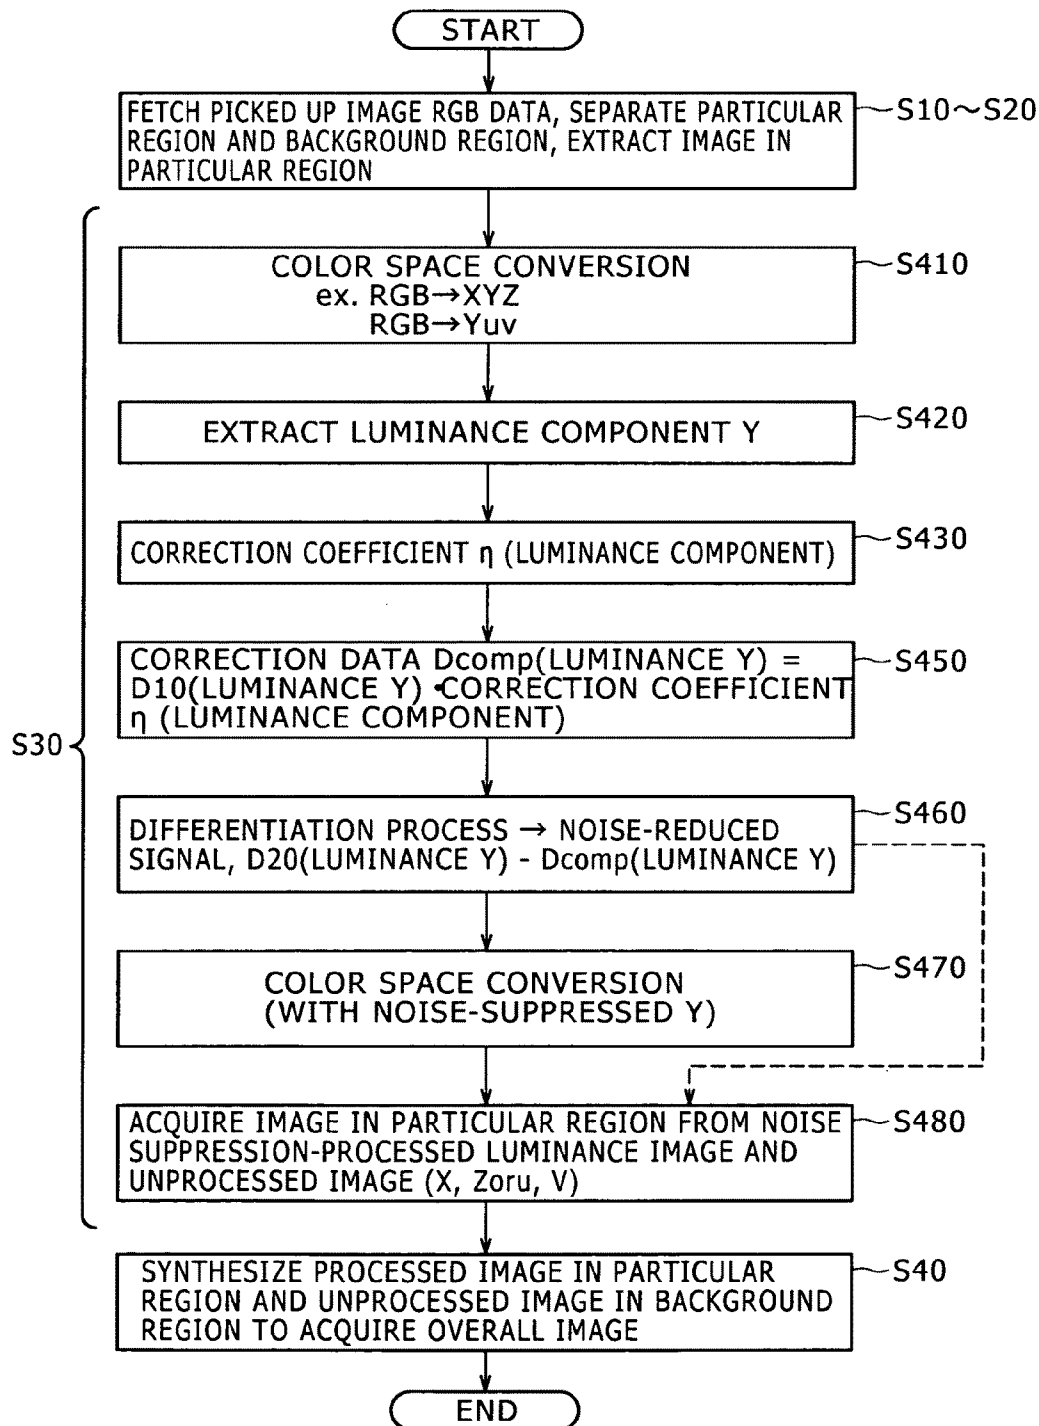 START
FETCH PICKED UP IMAGE RGB DATA, SEPARATE PARTICULAR
REGION AND BACKGROUND REGION, EXTRACT IMAGE IN
PARTICULAR REGION
S10~S20
COLOR SPACE CONVERSION
ex. RGB→XYZ
RGB→Yuv
S410
EXTRACT LUMINANCE COMPONENT Y
S420
CORRECTION COEFFICIENT η (LUMINANCE COMPONENT)
S430
CORRECTION DATA Dcomp(LUMINANCE Y) =
D10(LUMINANCE Y) •CORRECTION COEFFICIENT
η (LUMINANCE COMPONENT)
S450
S30
DIFFERENTIATION PROCESS → NOISE-REDUCED
SIGNAL, D20(LUMINANCE Y) - Dcomp(LUMINANCE Y)
S460
COLOR SPACE CONVERSION
(WITH NOISE-SUPPRESSED Y)
S470
ACQUIRE IMAGE IN PARTICULAR REGION FROM NOISE
SUPPRESSION-PROCESSED LUMINANCE IMAGE AND
UNPROCESSED IMAGE (X, Zoru, V)
S480
SYNTHESIZE PROCESSED IMAGE IN PARTICULAR
REGION AND UNPROCESSED IMAGE IN BACKGROUND
REGION TO ACQUIRE OVERALL IMAGE
S40
END